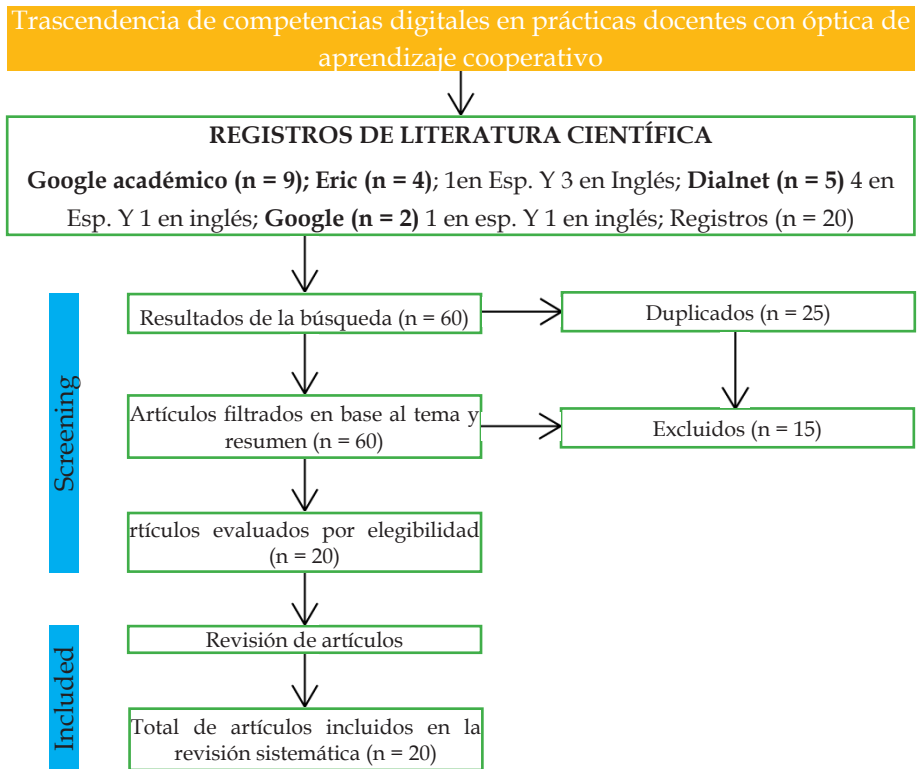 Trascendencia de competencias digitales en prácticas docentes con óptica de
aprendizaje cooperativo
REGISTROS DE LITERATURA CIENTÍFICA
Google académico (n = 9); Eric (n = 4); 1en Esp. Y 3 en Inglés; Dialnet (n = 5) 4 en
Esp. Y 1 en inglés; Google (n = 2) 1 en esp. Y 1 en inglés; Registros (n = 20)
Screening
Resultados de la búsqueda (n = 60)
Duplicados (n = 25)
Artículos filtrados en base al tema y
resumen (n = 60)
Excluidos (n = 15)
rtículos evaluados por elegibilidad
(n = 20)
Included
Revisión de artículos
Total de artículos incluidos en la
revisión sistemática (n = 20)